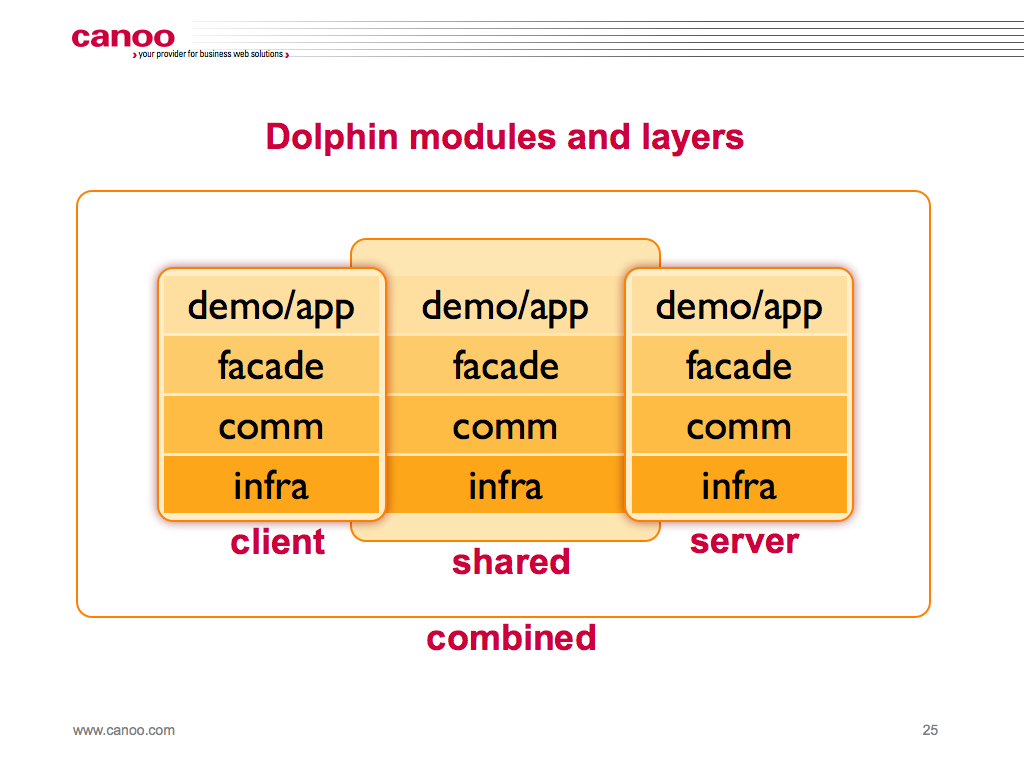 canoo
› your provider for business web solutions ›
Dolphin modules and layers
demo/app demo/app demo/app
facade facade facade
comm comm comm
infra infra infra
client shared server
combined
www.canoo.com 25